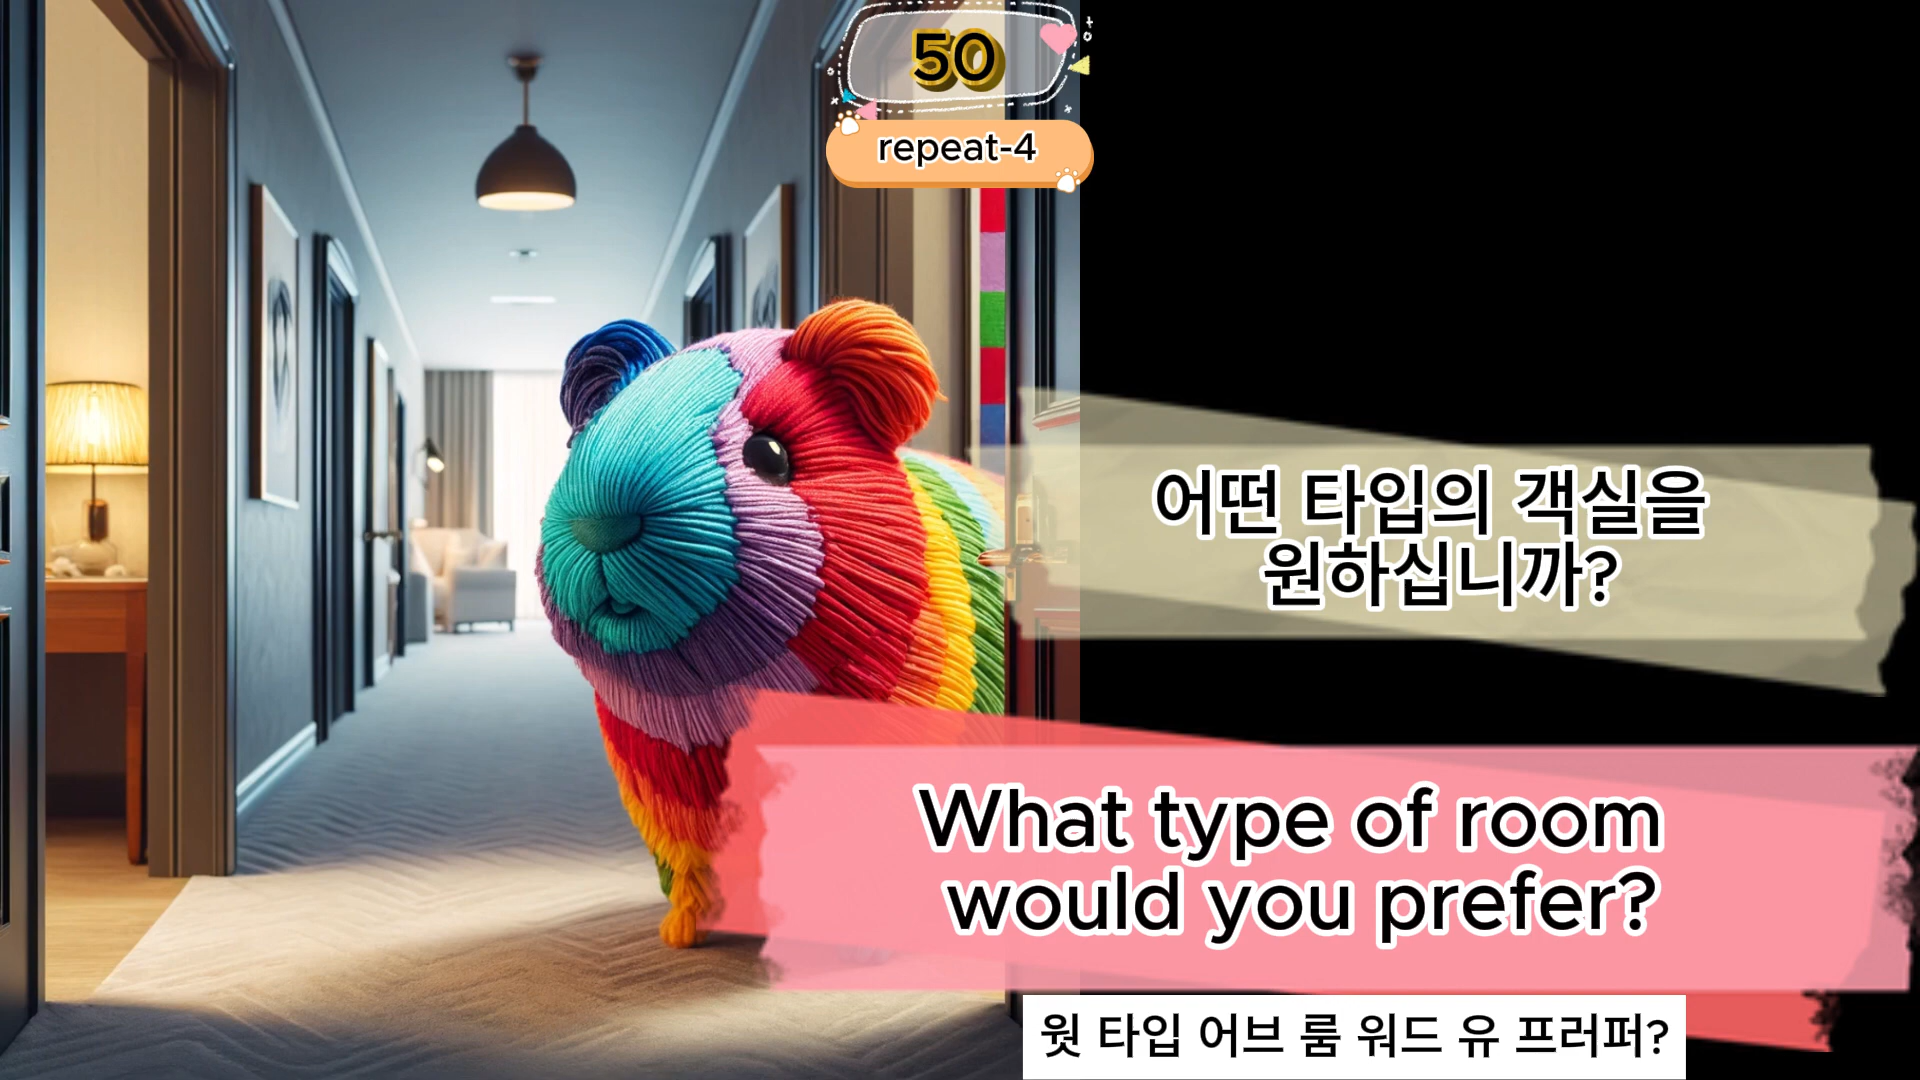 50
repeat-4
어떤 타입의 객실을
원하십니까?
What type of room
would you prefer?
웟 타입 어브 룸 워드 유 프러퍼?